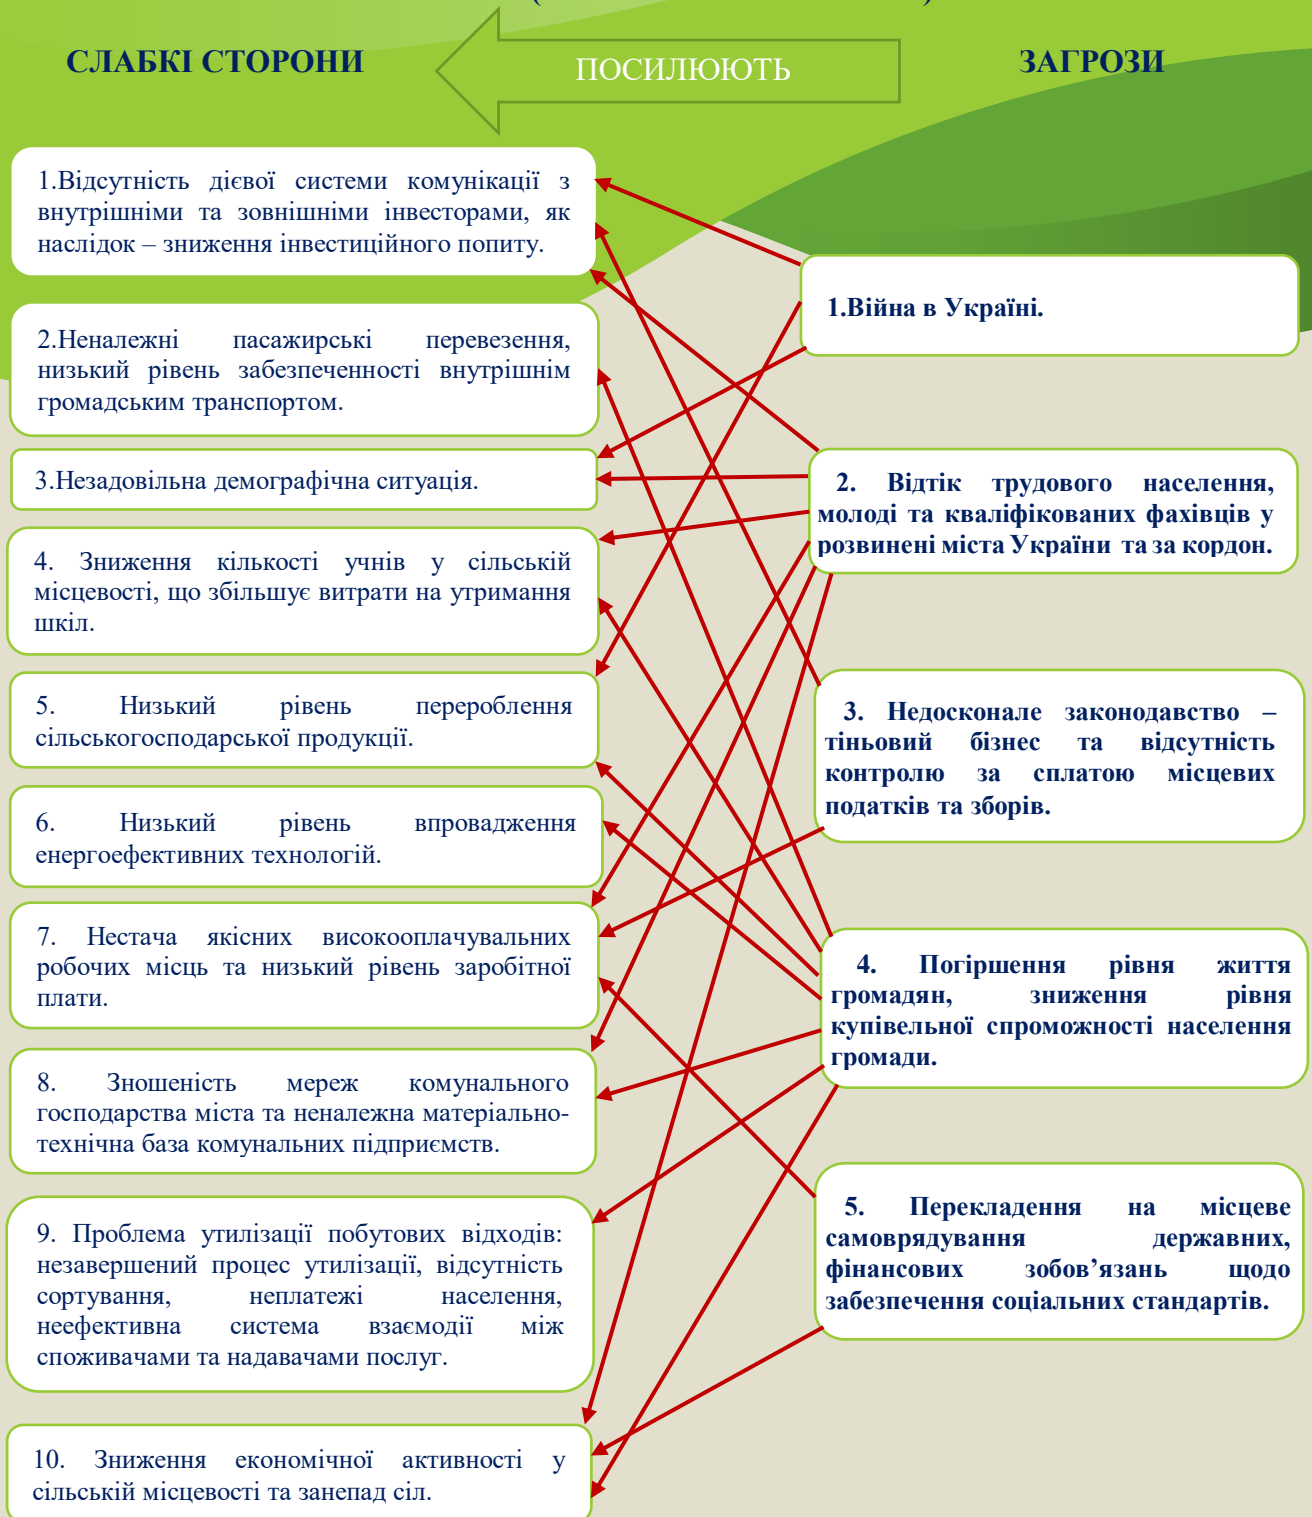 СЛАБКІ СТОРОНИ
ПОСИЛЮЮТЬ
ЗАГРОЗИ
1.Відсутність дієвої системи комунікації з
внутрішніми та зовнішніми інвесторами, як
наслідок – зниження інвестиційного попиту.
2.Неналежні пасажирські перевезення,
низький рівень забезпеченності внутрішнім
громадським транспортом.
3.Незадовільна демографічна ситуація.
4. Зниження кількості учнів у сільській
місцевості, що збільшує витрати на утримання
шкіл.
5. Низький рівень перероблення
сільськогосподарської продукції.
6. Низький рівень впровадження
енергоефективних технологій.
7. Нестача якісних високооплачувальних
робочих місць та низький рівень заробітної
плати.
8. Зношеність мереж комунального
господарства міста та неналежна матеріально-
технічна база комунальних підприємств.
9. Проблема утилізації побутових відходів:
незавершений процес утилізації, відсутність
сортування, неплатежі населення,
неефективна система взаємодії між
споживачами та надавачами послуг.
10. Зниження економічної активності у
сільській місцевості та занепад сіл.
1.Війна в Україні.
2. Відтік трудового населення,
молоді та кваліфікованих фахівців у
розвинені міста України та за кордон.
3. Недосконале законодавство –
тіньовий бізнес та відсутність
контролю за сплатою місцевих
податків та зборів.
4. Погіршення рівня життя
громадян, зниження рівня
купівельної спроможності населення
громади.
5. Перекладення на місцеве
самоврядування державних,
фінансових зобов’язань щодо
забезпечення соціальних стандартів.